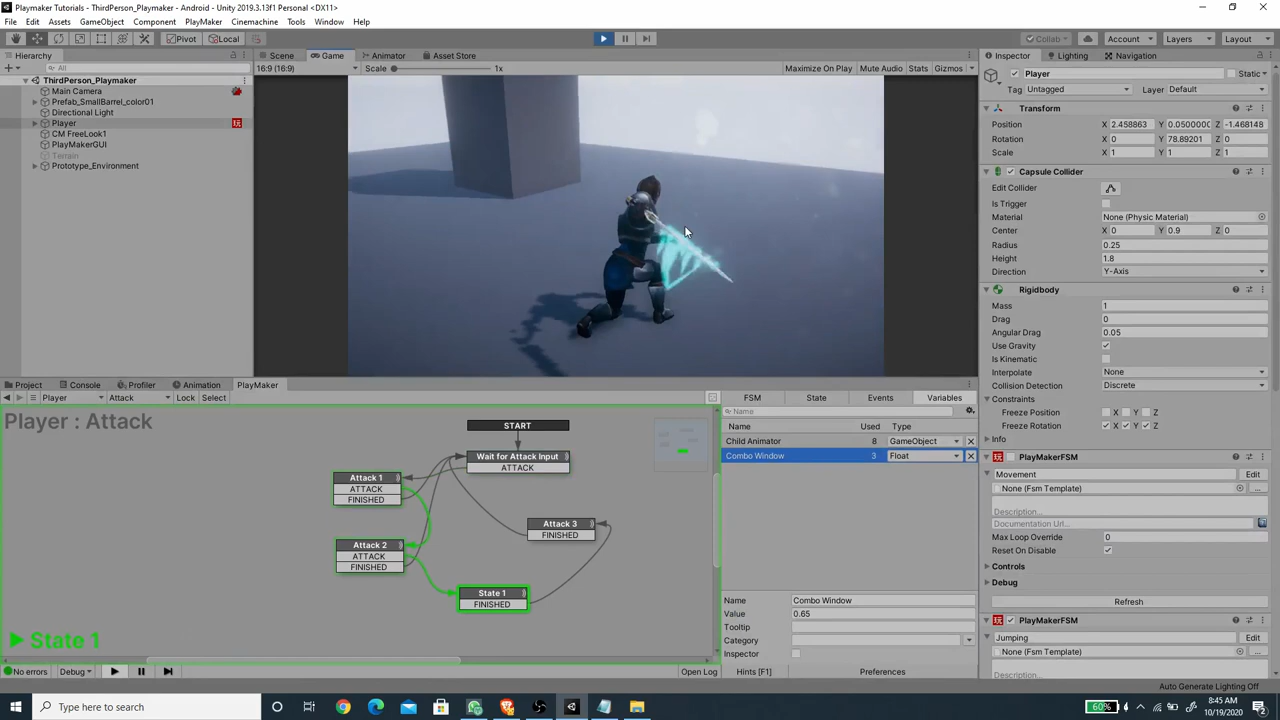 Playmaker Tutorials - ThirdPerson_Playmaker - Android - Unity 2019.3.13f1 Personal <DX11>
File Edit Assets GameObject Component PlayMaker Cinemachine Tools Window Help
Pivot Local Collab Account Layers Layout
Hierarchy
All
ThirdPerson_Playmaker
Main Camera
Prefab_SmallBarrel_color01
Directional Light
Player
CM FreeLook1
PlayMakerGUI
Terrain
Prototype_Environment
Scene Game Animator Asset Store
16:9 (16:9) Scale 1x Maximize On Play Mute Audio Stats Gizmos
Project Console Profiler Animation PlayMaker
Player Attack Lock Select
Player : Attack
START
Wait for Attack Input
ATTACK
Attack 1
ATTACK
FINISHED
Attack 3
FINISHED
Attack 2
ATTACK
FINISHED
State 1
FINISHED
State 1
No errors Debug Open Log
FSM State Events Variables
Name
Name Used Type
Child Animator 8 GameObject
Combo Window 3 Float
Name Combo Window
Value 0.65
Tooltip
Category
Inspector
Hints [F1] Preferences
Inspector Lighting Navigation
Player Static
Tag Untagged Layer Default
Transform
Position X 2.458863 Y 0.050000( Z -1.468148
Rotation X 0 Y 78.89201 Z 0
Scale X 1 Y 1 Z 1
Capsule Collider
Edit Collider
Is Trigger
Material None (Physic Material)
Center X 0 Y 0.9 Z 0
Radius 0.25
Height 1.8
Direction Y-Axis
Rigidbody
Mass 1
Drag 0
Angular Drag 0.05
Use Gravity
Is Kinematic
Interpolate None
Collision Detection Discrete
Constraints
Freeze Position X Y Z
Freeze Rotation X Y Z
Info
PlayMakerFSM
Movement Edit
None (Fsm Template) ...
Description...
Documentation Url...
Max Loop Override 0
Reset On Disable
Controls
Debug
Refresh
PlayMakerFSM
Jumping Edit
None (Fsm Template) ...
Description...
Auto Generate Lighting Off
Type here to search
60%
8:45 AM
10/19/2020